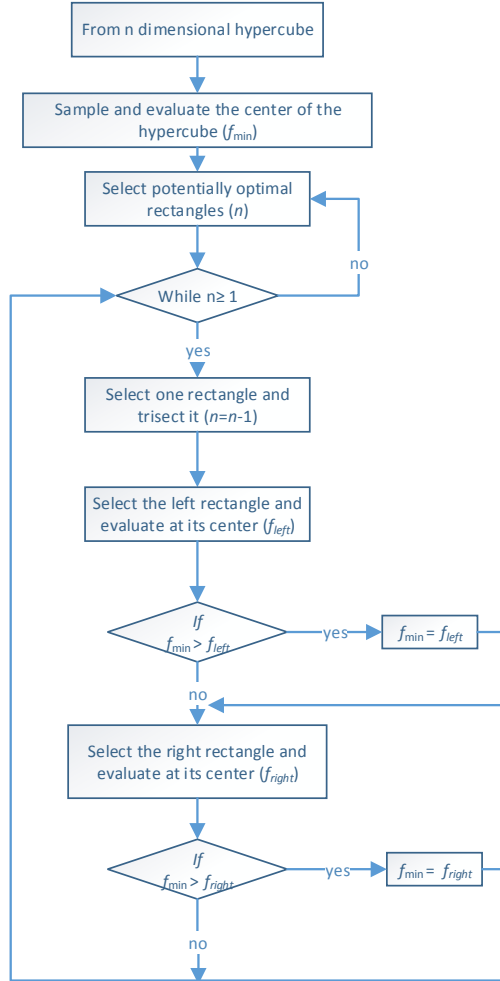 From n dimensional hypercube
Sample and evaluate the center of the
hypercube (fmin)
Select potentially optimal
rectangles (n)
no
While n≥ 1
yes
Select one rectangle and
trisect it (n=n-1)
Select the left rectangle and
evaluate at its center (fleft)
If
fmin > fleft
yes
fmin = fleft
no
Select the right rectangle and
evaluate at its center (fright)
If
fmin > fright
yes
fmin = fright
no